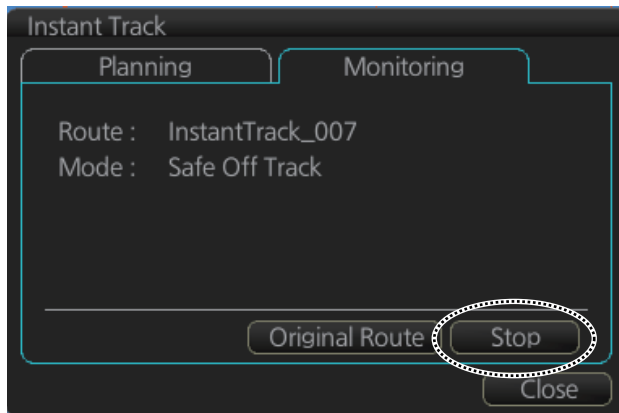 Instant Track
Planning Monitoring
Route : InstantTrack_007
Mode : Safe Off Track
Original Route Stop
Close